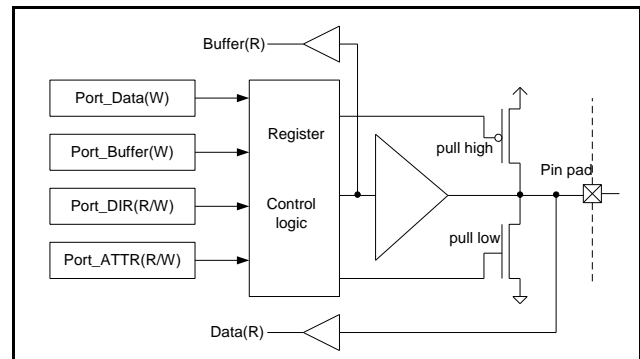 Buffer(R)
Port_Data(W)
Port_Buffer(W)
Port_DIR(R/W)
Port_ATTR(R/W)
Register
Control
logic
pull high
Pin pad
pull low
Data(R)